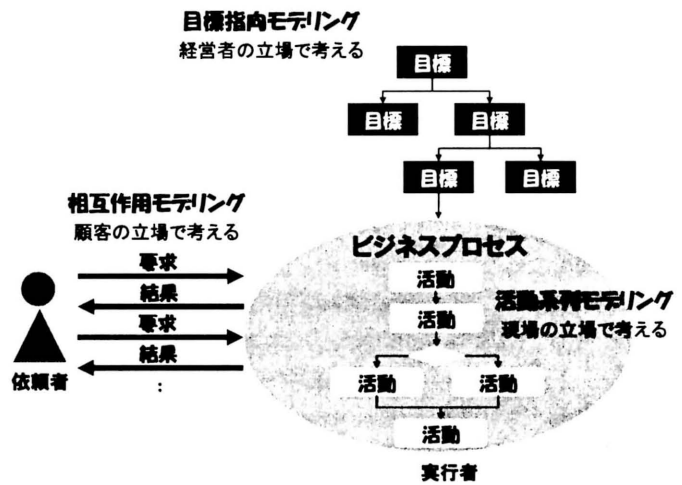 目標指向モデリング
経営者の立場で考える
目標
目標
目標
目標
目標
相互作用モデリング
顧客の立場で考える
要求
結果
要求
結果
:
依頼者
ビジネスプロセス
活動
活動
活動
活動
活動
活動系列モデリング
現場の立場で考える
実行者